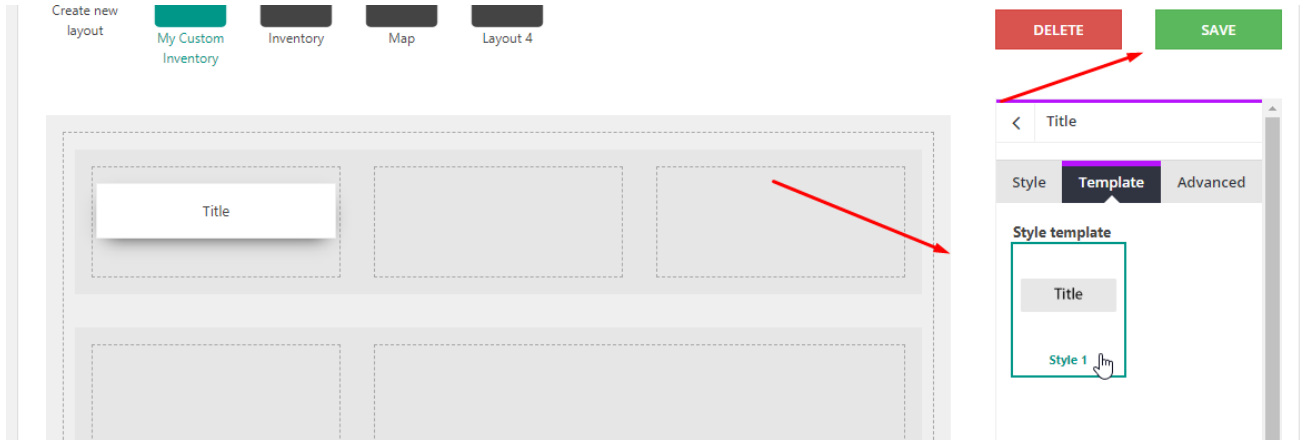 Create new
layout
My Custom
Inventory
Inventory
Map
Layout 4
DELETE
SAVE
Title
Style
Template
Advanced
Title
Style template
Title
Style 1